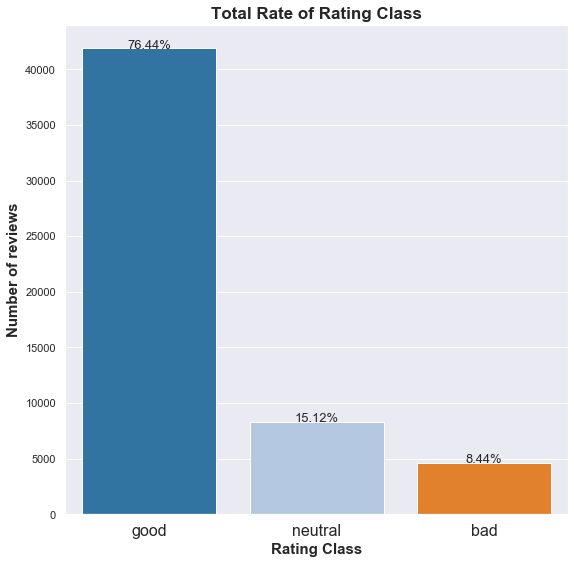 Total Rate of Rating Class
Number of reviews
40000
35000
30000
25000
20000
15000
10000
5000
0
76.44%
15.12%
8.44%
good
neutral
bad
Rating Class